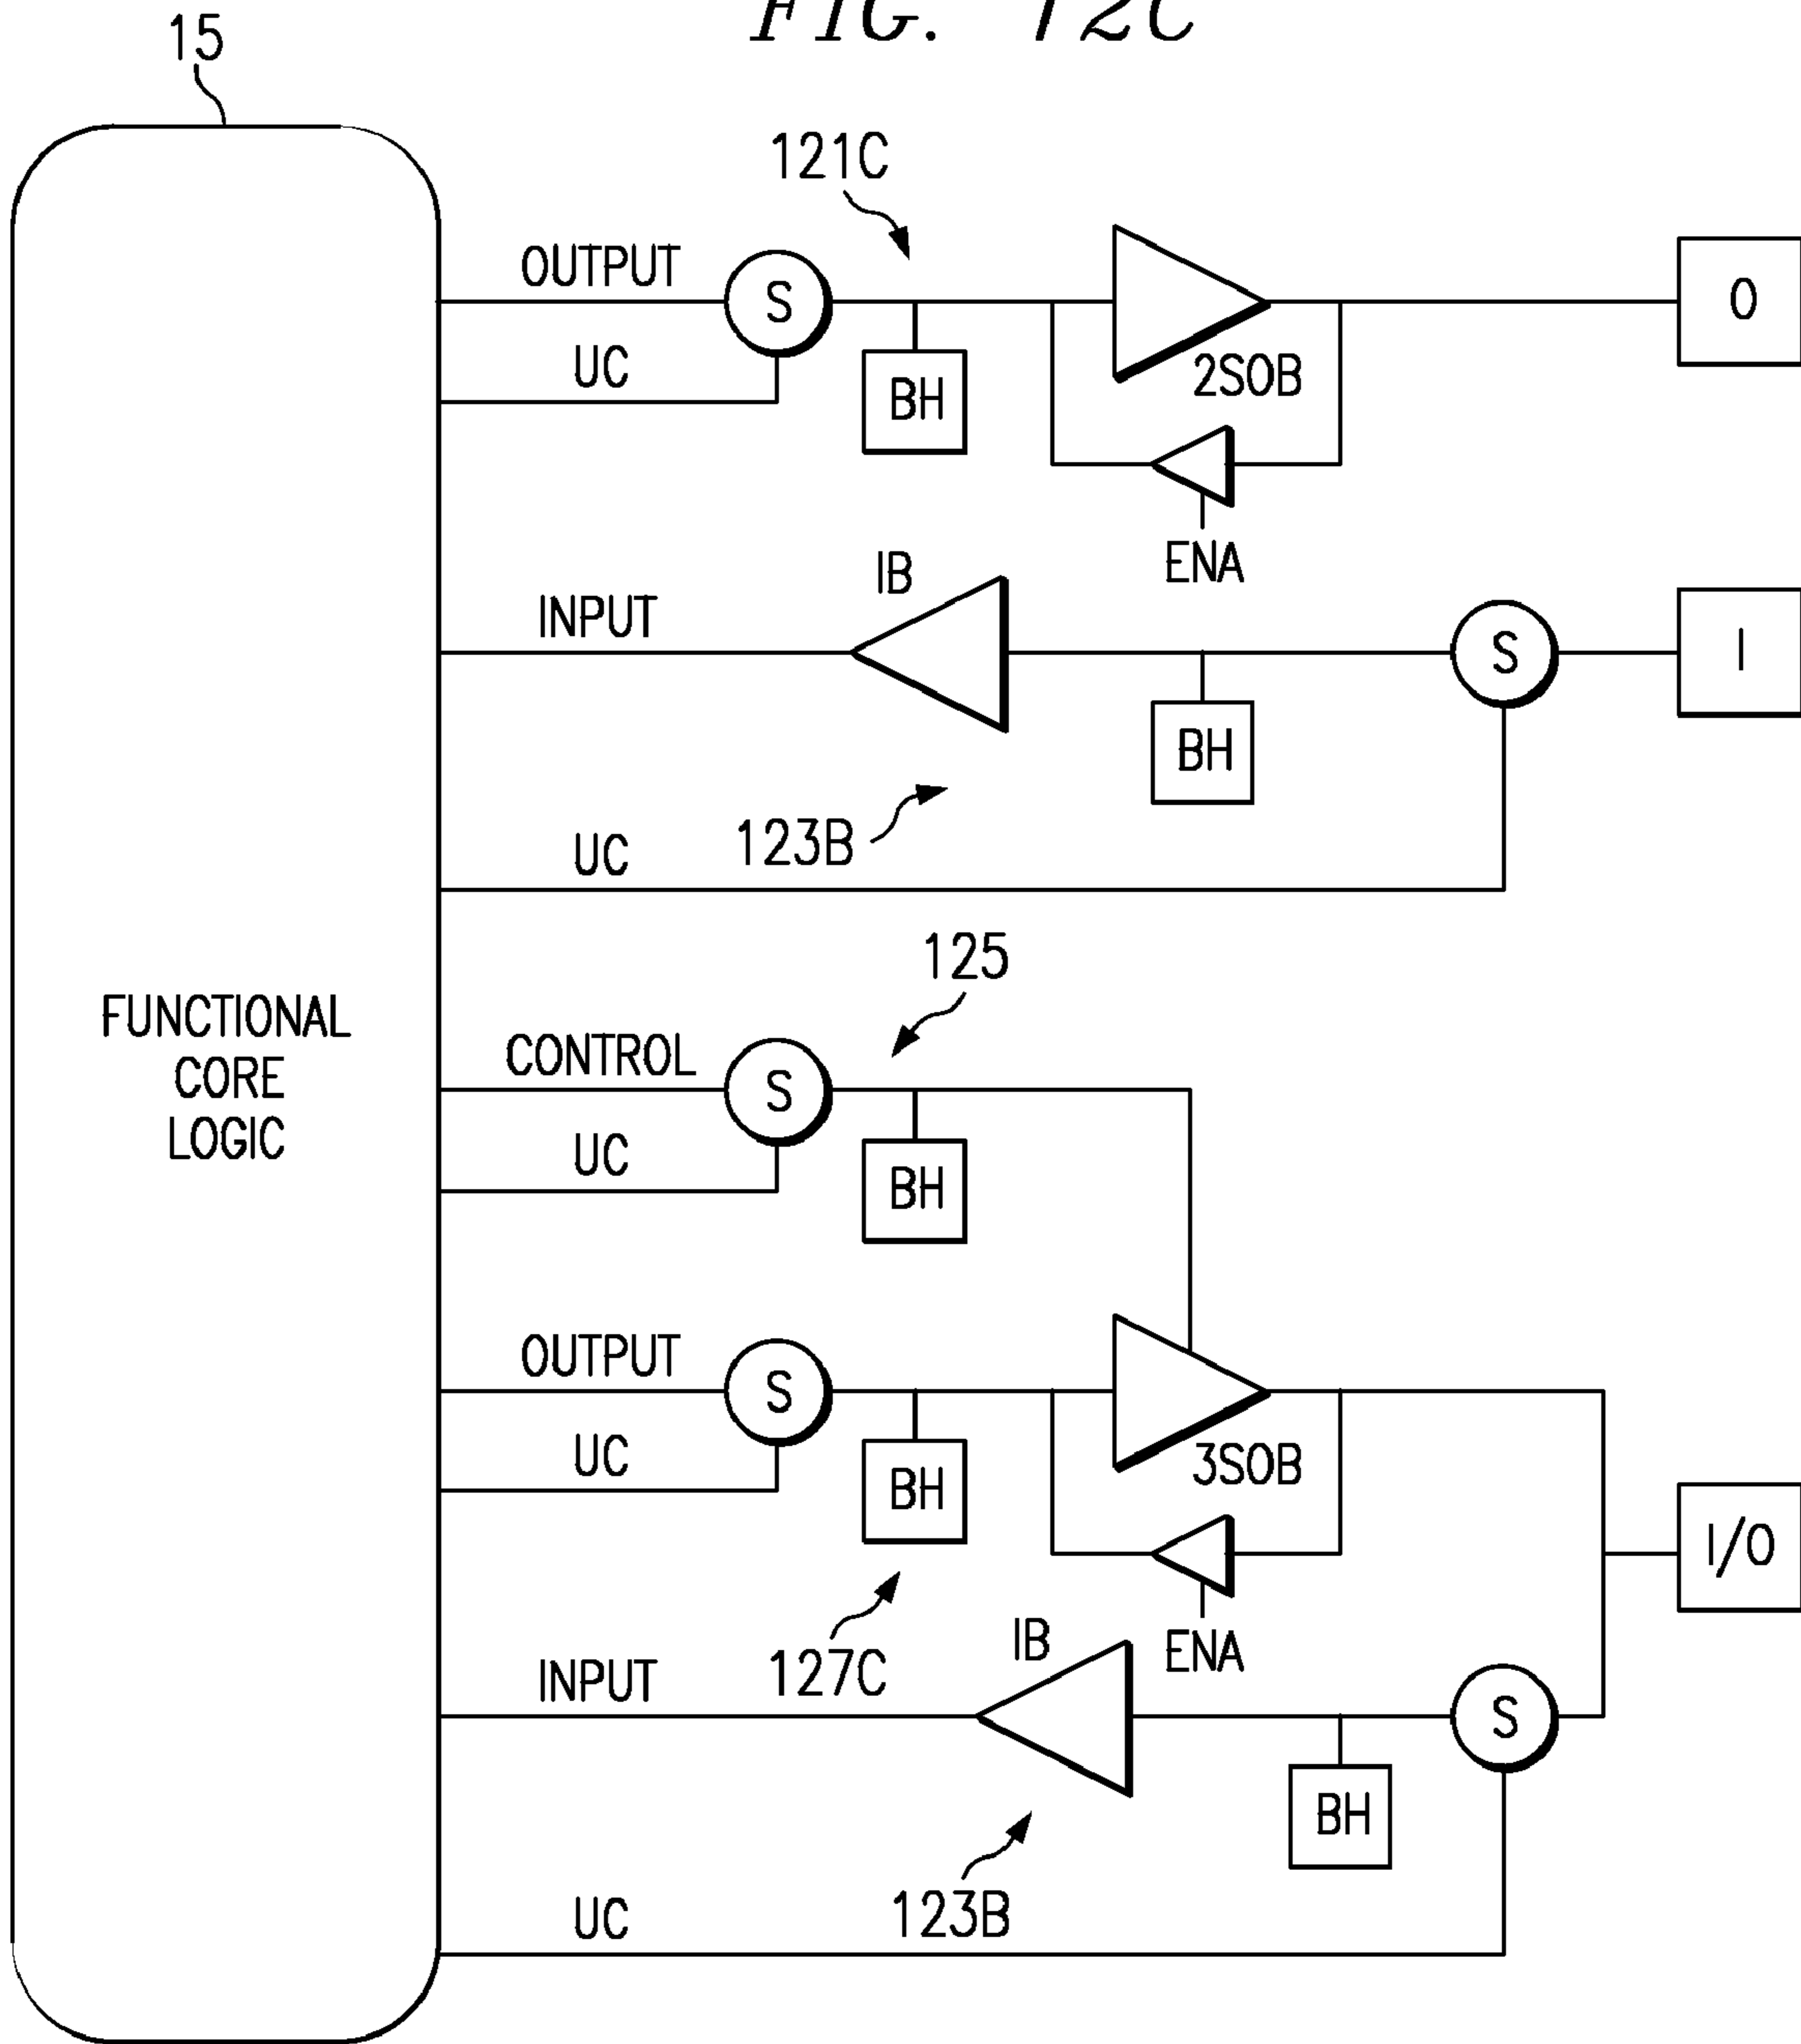 FIG. 12C
15
121C
OUTPUT
S
O
UC
2SOB
BH
ENA
IB
INPUT
S
I
BH
123B
UC
125
FUNCTIONAL
CORE
LOGIC
CONTROL
S
UC
BH
OUTPUT
S
UC
3SOB
BH
I/O
IB
ENA
127C
INPUT
S
BH
123B
UC